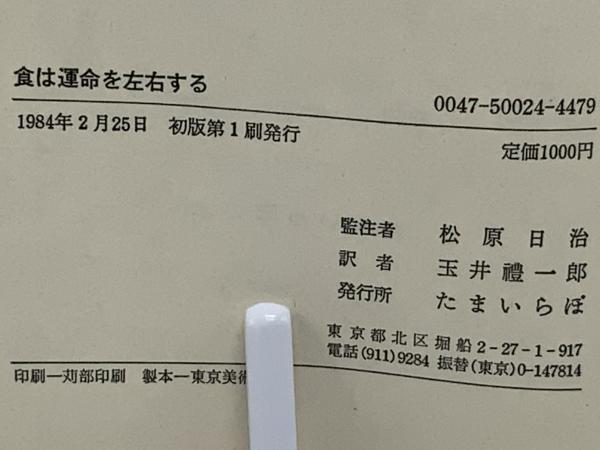 食は運命を左右する
0047-50024-4479
1984年2月25日 初版第1刷発行
定価1000円
監注者 松原日治
訳者 玉井禮一郎
発行所 たまいらぼ
東京都北区堀船2-27-1-917
電話(911)9284 振替(東京)0-147814
印刷―苅部印刷 製本―東京美術